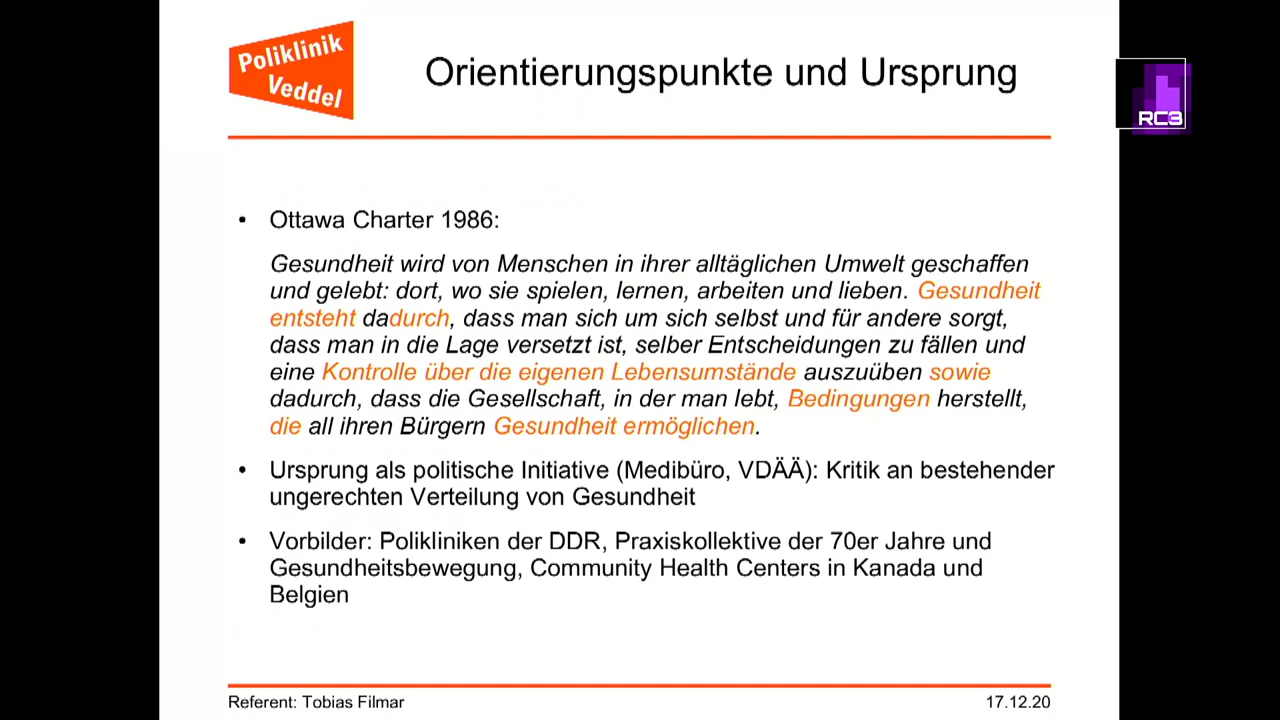 Poliklinik
Veddel
Orientierungspunkte und Ursprung
RC3
• Ottawa Charter 1986:
Gesundheit wird von Menschen in ihrer alltäglichen Umwelt geschaffen
und gelebt: dort, wo sie spielen, lernen, arbeiten und lieben. Gesundheit
entsteht dadurch, dass man sich um sich selbst und für andere sorgt,
dass man in die Lage versetzt ist, selber Entscheidungen zu fällen und
eine Kontrolle über die eigenen Lebensumstände auszuüben sowie
dadurch, dass die Gesellschaft, in der man lebt, Bedingungen herstellt,
die all ihren Bürgern Gesundheit ermöglichen.
• Ursprung als politische Initiative (Medibüro, VDÄÄ): Kritik an bestehender
ungerechten Verteilung von Gesundheit
• Vorbilder: Polikliniken der DDR, Praxiskollektive der 70er Jahre und
Gesundheitsbewegung, Community Health Centers in Kanada und
Belgien
Referent: Tobias Filmar
17.12.20